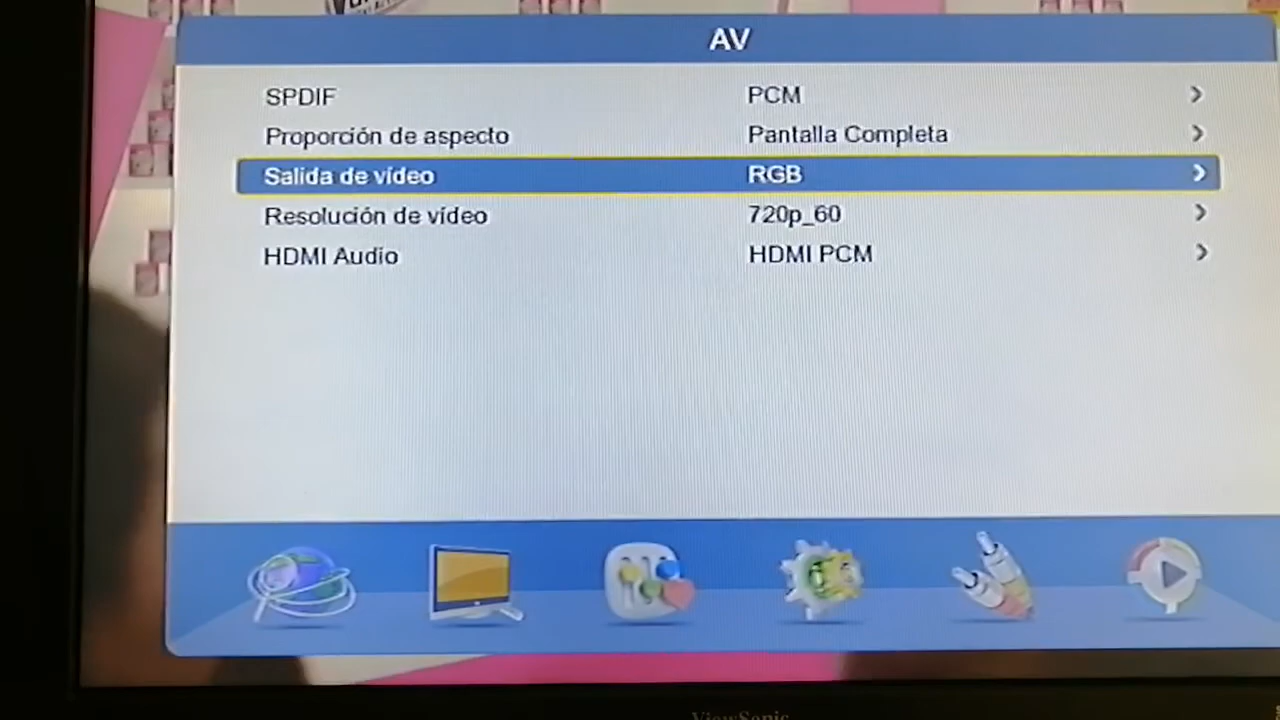 AV
SPDIF PCM
Proporción de aspecto Pantalla Completa
Salida de vídeo RGB
Resolución de vídeo 720p_60
HDMI Audio HDMI PCM
ViewSonic